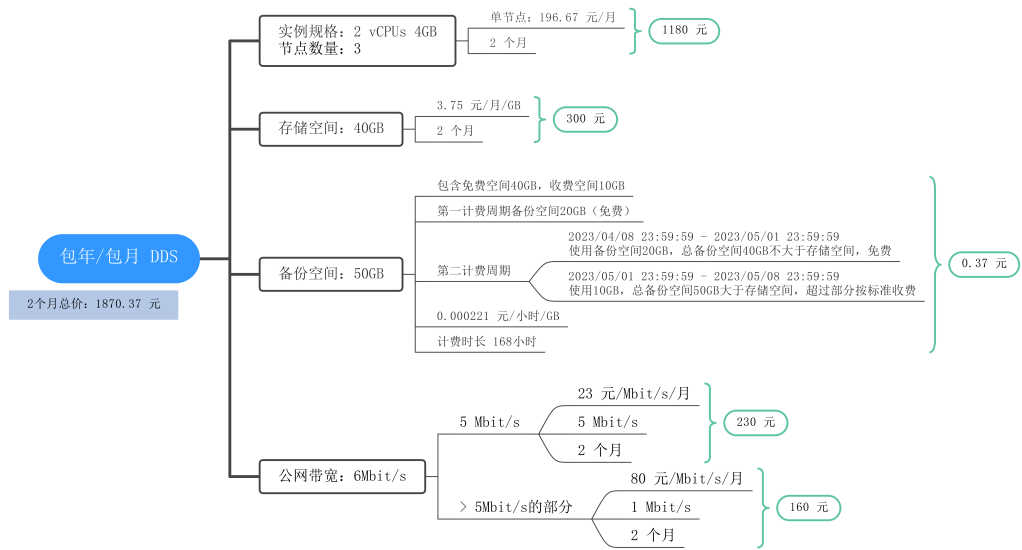 包年/包月 DDS
2个月总价：1870.37 元
实例规格：2 vCPUs 4GB
节点数量：3
单节点：196.67 元/月
2 个月
1180 元
存储空间：40GB
3.75 元/月/GB
2 个月
300 元
备份空间：50GB
包含免费空间40GB，收费空间10GB
第一计费周期备份空间20GB（免费）
第二计费周期
2023/04/08 23:59:59 - 2023/05/01 23:59:59
使用备份空间20GB，总备份空间40GB不大于存储空间，免费
2023/05/01 23:59:59 - 2023/05/08 23:59:59
使用10GB，总备份空间50GB大于存储空间，超过部分按标准收费
0.000221 元/小时/GB
计费时长 168小时
0.37 元
公网带宽：6Mbit/s
5 Mbit/s
23 元/Mbit/s/月
5 Mbit/s
2 个月
230 元
> 5Mbit/s的部分
80 元/Mbit/s/月
1 Mbit/s
2 个月
160 元